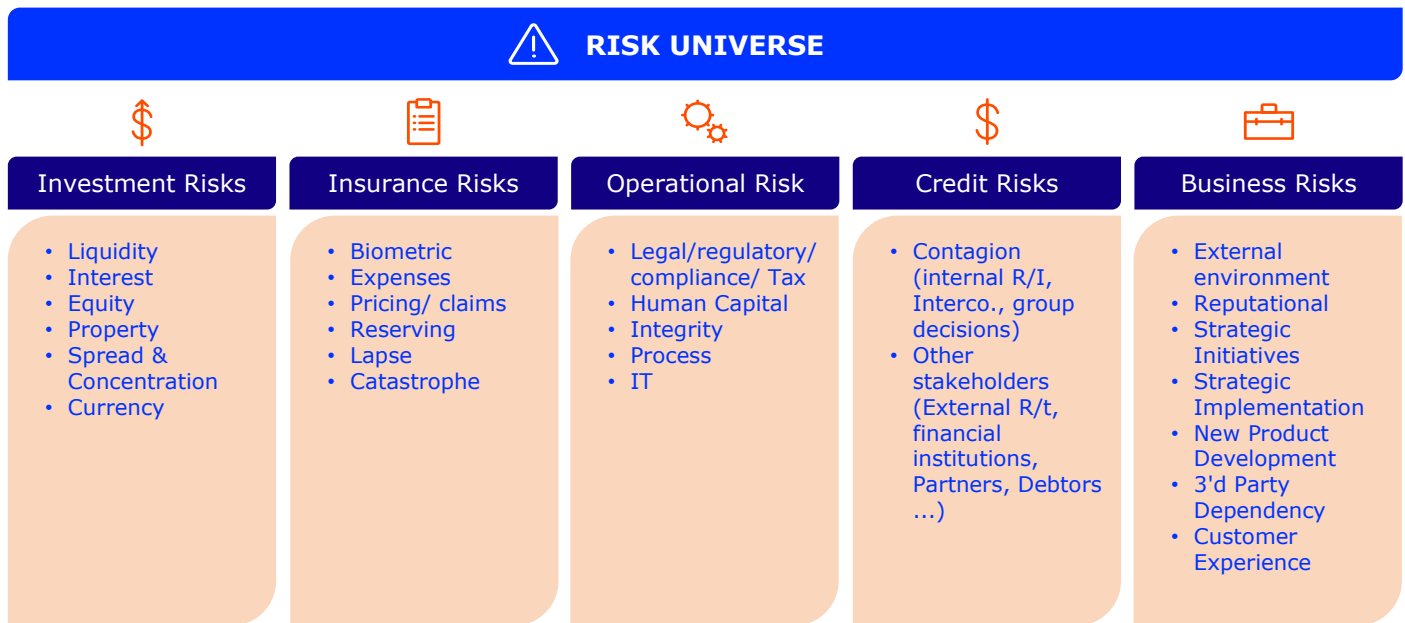 RISK UNIVERSE
Investment Risks
• Liquidity
• Interest
• Equity
• Property
• Spread &
Concentration
• Currency
Insurance Risks
• Biometric
• Expenses
• Pricing/ claims
• Reserving
• Lapse
• Catastrophe
Operational Risk
• Legal/regulatory/
compliance/ Tax
• Human Capital
• Integrity
• Process
• IT
Credit Risks
• Contagion
(internal R/I,
Interco., group
decisions)
• Other
stakeholders
(External R/t,
financial
institutions,
Partners, Debtors
...)
Business Risks
• External
environment
• Reputational
• Strategic
Initiatives
• Strategic
Implementation
• New Product
Development
• 3'd Party
Dependency
• Customer
Experience